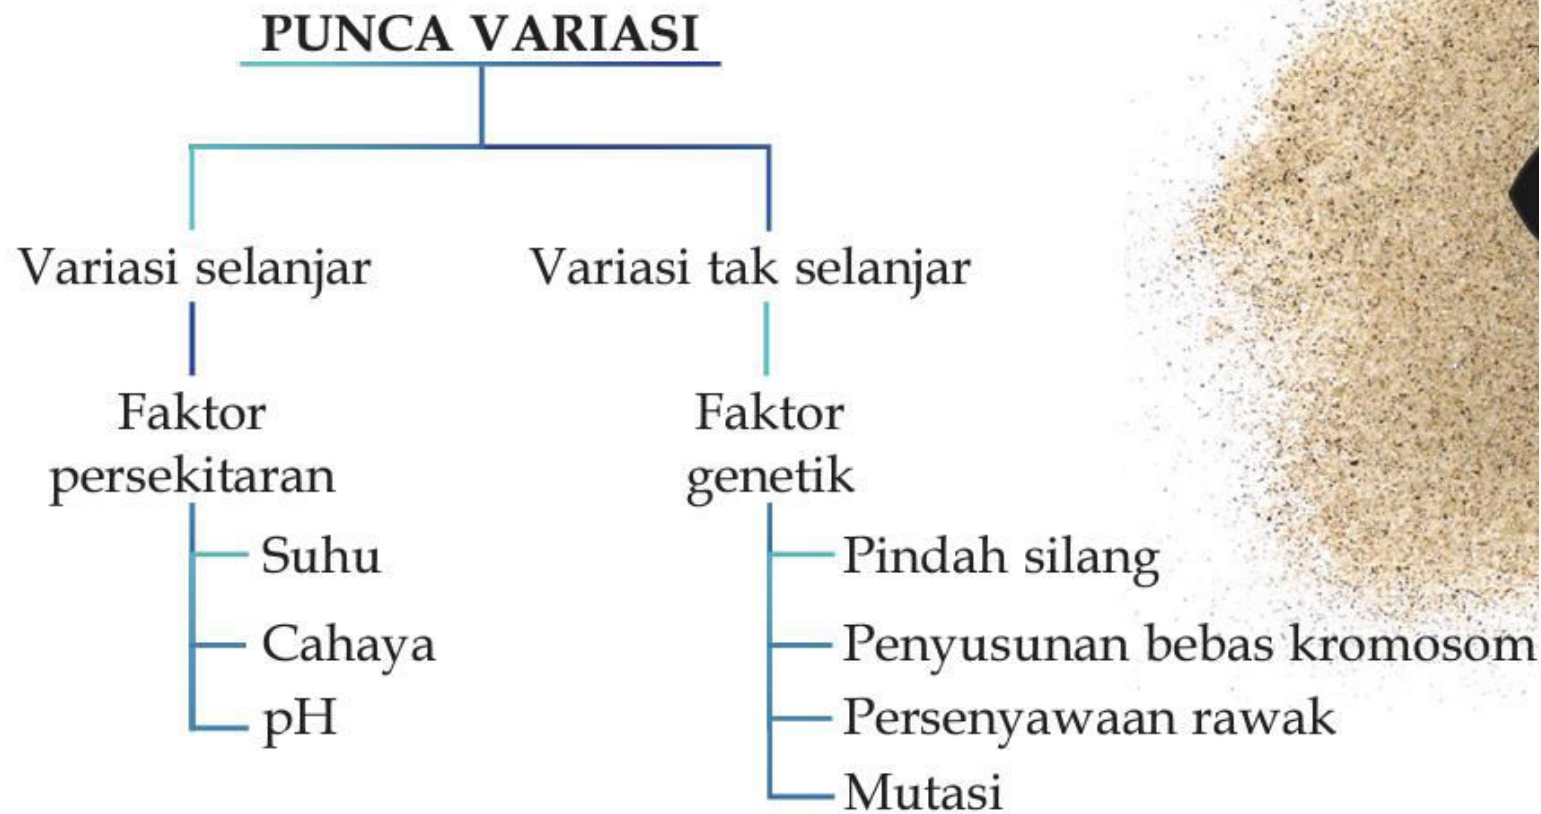 PUNCA VARIASI
Variasi selanjar
Variasi tak selanjar
Faktor
persekitaran
Faktor
genetik
Suhu
Cahaya
pH
Pindah silang
Penyusunan bebas kromosom
Persenyawaan rawak
Mutasi